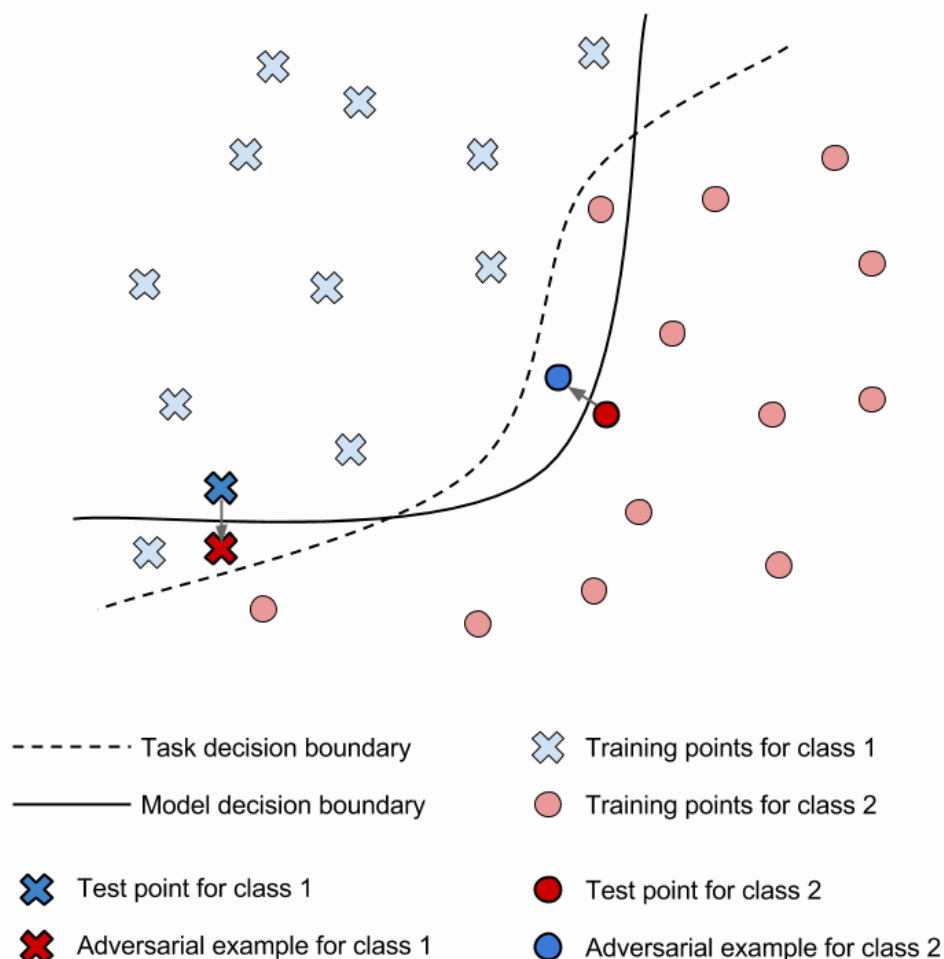 Task decision boundary
Training points for class 1
Model decision boundary
Training points for class 2
Test point for class 1
Test point for class 2
Adversarial example for class 1
Adversarial example for class 2